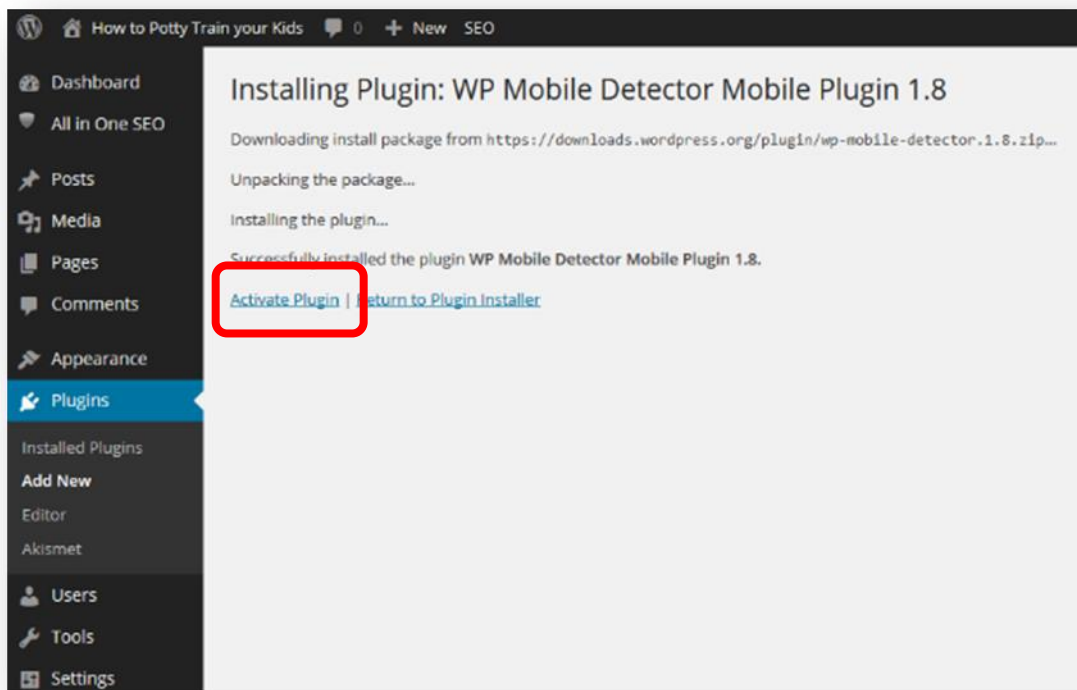 How to Potty Train your Kids 0 New SEO
Dashboard
All in One SEO
Posts
Media
Pages
Comments
Appearance
Plugins
Installed Plugins
Add New
Editor
Akismet
Users
Tools
Settings
Installing Plugin: WP Mobile Detector Mobile Plugin 1.8
Downloading install package from https://downloads.wordpress.org/plugin/wp-mobile-detector.1.8.zip…
Unpacking the package…
Installing the plugin…
Successfully installed the plugin WP Mobile Detector Mobile Plugin 1.8.
Activate Plugin | Return to Plugin Installer